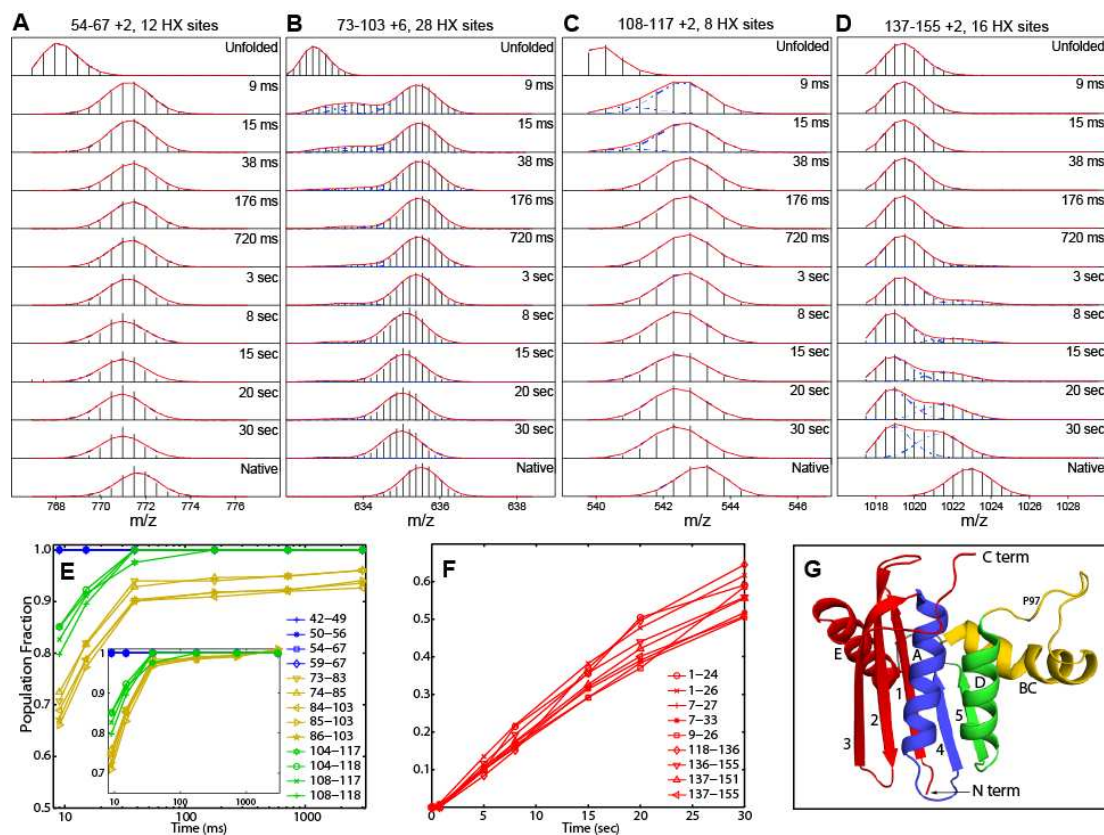 A
54-67 +2, 12 HX sites
Unfolded
9 ms
15 ms
38 ms
176 ms
720 ms
3 sec
8 sec
15 sec
20 sec
30 sec
Native
768 770 772 774 776
m/z
B
73-103 +6, 28 HX sites
Unfolded
9 ms
15 ms
38 ms
176 ms
720 ms
3 sec
8 sec
15 sec
20 sec
30 sec
Native
634 636 638
m/z
C
108-117 +2, 8 HX sites
Unfolded
9 ms
15 ms
38 ms
176 ms
720 ms
3 sec
8 sec
15 sec
20 sec
30 sec
Native
540 542 544 546
m/z
D
137-155 +2, 16 HX sites
Unfolded
9 ms
15 ms
38 ms
176 ms
720 ms
3 sec
8 sec
15 sec
20 sec
30 sec
Native
1018 1020 1022 1024 1026 1028
m/z
E
Population Fraction
1.0
0.9
0.8
0.7
0.6
0.5
10 100 1000
Time (ms)
1
0.9
0.8
0.7
10 100 1000
42-49
50-56
54-67
59-67
73-83
74-85
84-103
85-103
86-103
104-117
104-118
108-117
108-118
F
0.6
0.5
0.4
0.3
0.2
0.1
0 5 10 15 20 25 30
Time (sec)
1-24
1-26
7-27
7-33
9-26
118-136
136-155
137-151
137-155
G
C term
P97
E
A
D
BC
1
2
3
4
5
N term